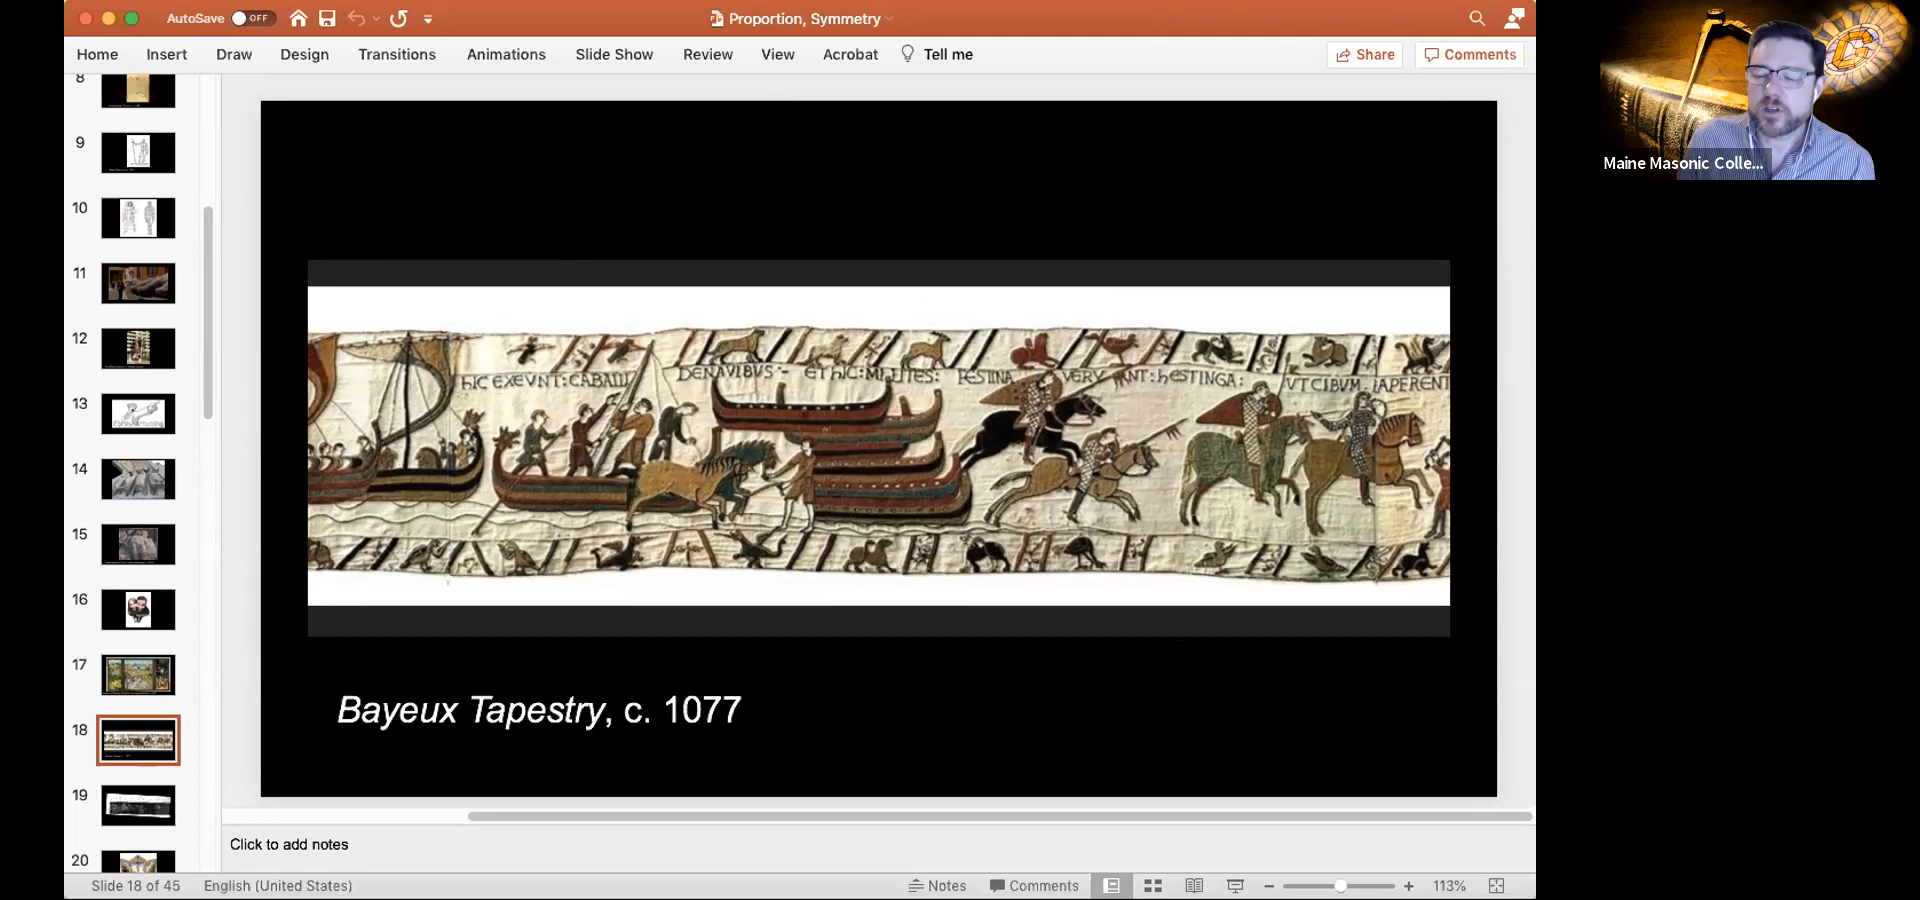 AutoSave OFF Proportion, Symmetry
Home Insert Draw Design Transitions Animations Slide Show Review View Acrobat Tell me Share Comments
8
9
10
11
12
13
14
15
16
17
18
19
20
HIC EXEVNT: CABALLI DENAVIBVS:- ET HIC: MILITES: FESTINA VERVNT: hESTINGA: VTCIBVM
Bayeux Tapestry, c. 1077
Click to add notes
Slide 18 of 45 English (United States) Notes Comments 113%
Maine Masonic Colle...
G